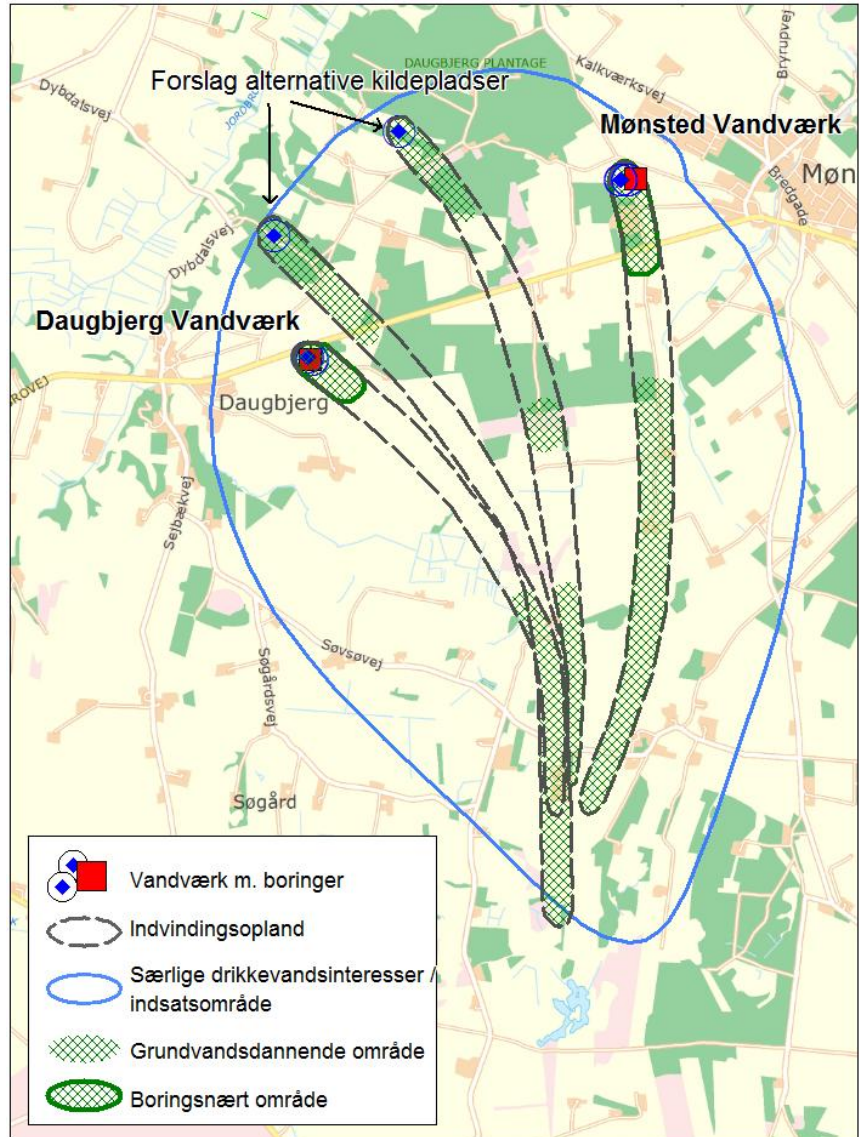 DAUGBJERG PLANTAGE
Kalkværksvej
Bryrupvej
Dybdalsvej
Forslag alternative kildepladser
Mønsted Vandværk
Møn
Bredgade
Dybdalsvej
Daugbjerg Vandværk
Daugbjerg
ROVEJ
Sejbækvej
Søvsøvej
Søgårdsvej
Søgård
Vandværk m. boringer
Indvindingsopland
Særlige drikkevandsinteresser /
indsatsområde
Grundvandsdannende område
Boringsnært område